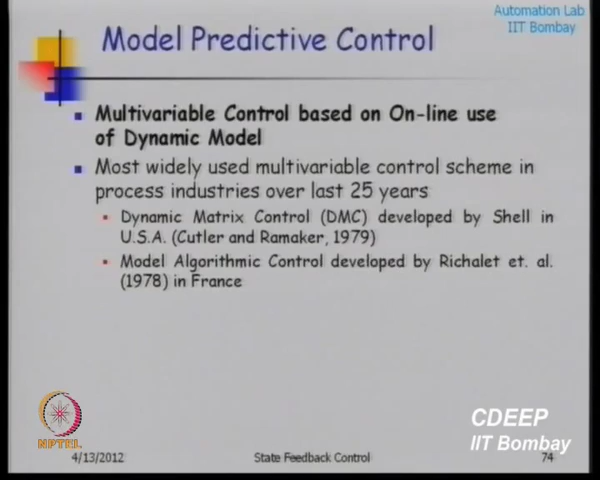 Automation Lab
IIT Bombay
Model Predictive Control
Multivariable Control based on On-line use
of Dynamic Model
Most widely used multivariable control scheme in
process industries over last 25 years
Dynamic Matrix Control (DMC) developed by Shell in
U.S.A. (Cutler and Ramaker, 1979)
Model Algorithmic Control developed by Richalet et. al.
(1978) in France
NPTEL
CDEEP
IIT Bombay
4/13/2012
State Feedback Control
74